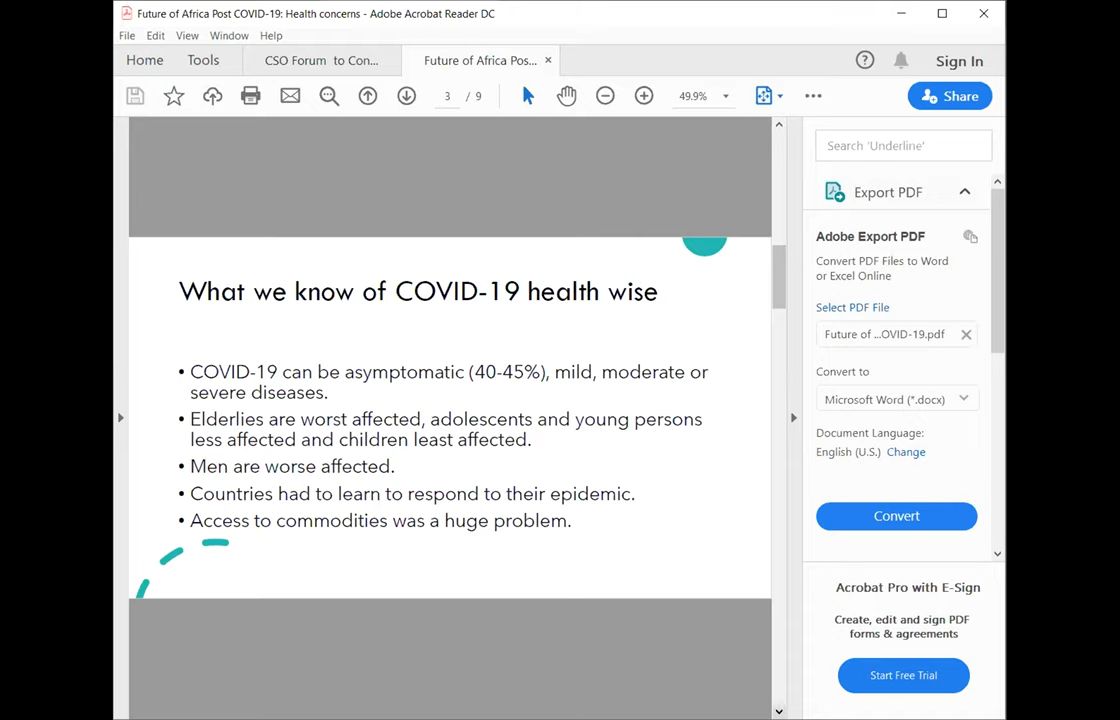 Future of Africa Post COVID-19: Health concerns - Adobe Acrobat Reader DC
File Edit View Window Help
Home Tools CSO Forum to Con... Future of Africa Pos... × Sign In
3 / 9 49.9% Share
Search 'Underline'
Export PDF
Adobe Export PDF
Convert PDF Files to Word
or Excel Online
Select PDF File
Future of ...OVID-19.pdf
Convert to
Microsoft Word (*.docx)
Document Language:
English (U.S.) Change
Convert
Acrobat Pro with E-Sign
Create, edit and sign PDF
forms & agreements
Start Free Trial
What we know of COVID-19 health wise
• COVID-19 can be asymptomatic (40-45%), mild, moderate or
severe diseases.
• Elderlies are worst affected, adolescents and young persons
less affected and children least affected.
• Men are worse affected.
• Countries had to learn to respond to their epidemic.
• Access to commodities was a huge problem.